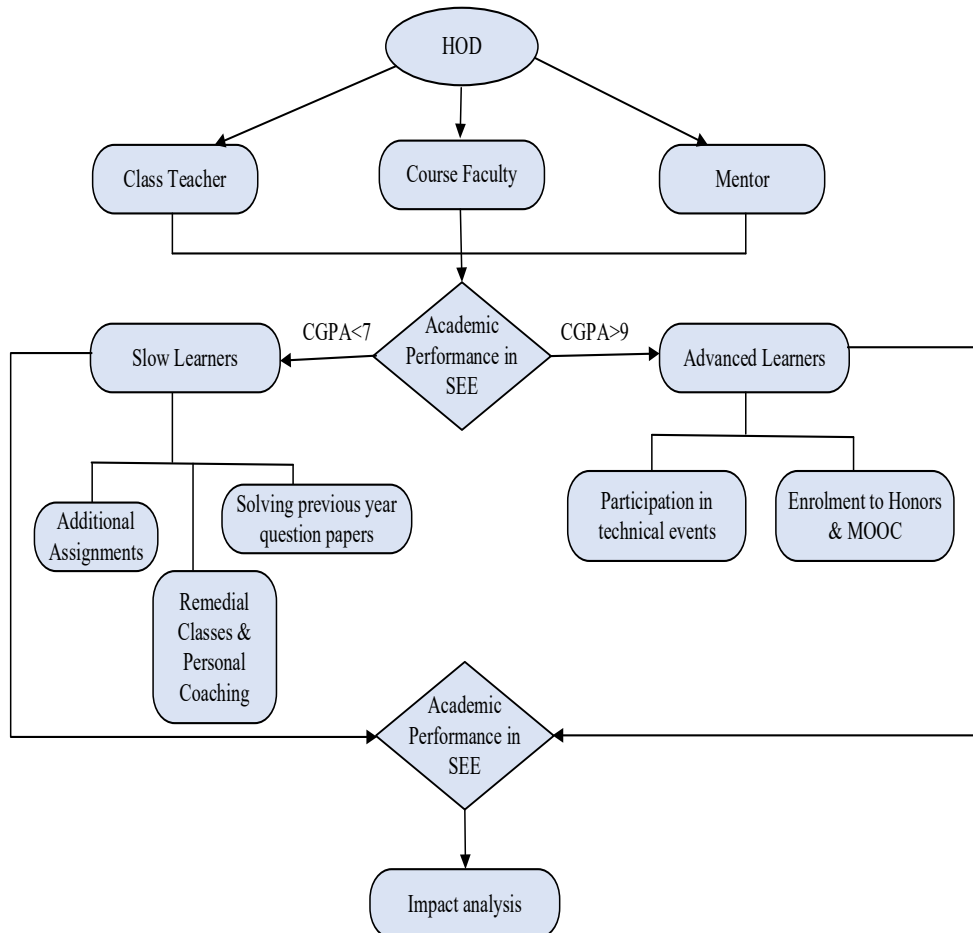 HOD
Class Teacher
Course Faculty
Mentor
CGPA<7
Academic
Performance in
SEE
CGPA>9
Slow Learners
Advanced Learners
Additional
Assignments
Solving previous year
question papers
Remedial
Classes &
Personal
Coaching
Participation in
technical events
Enrolment to Honors
& MOOC
Academic
Performance in
SEE
Impact analysis